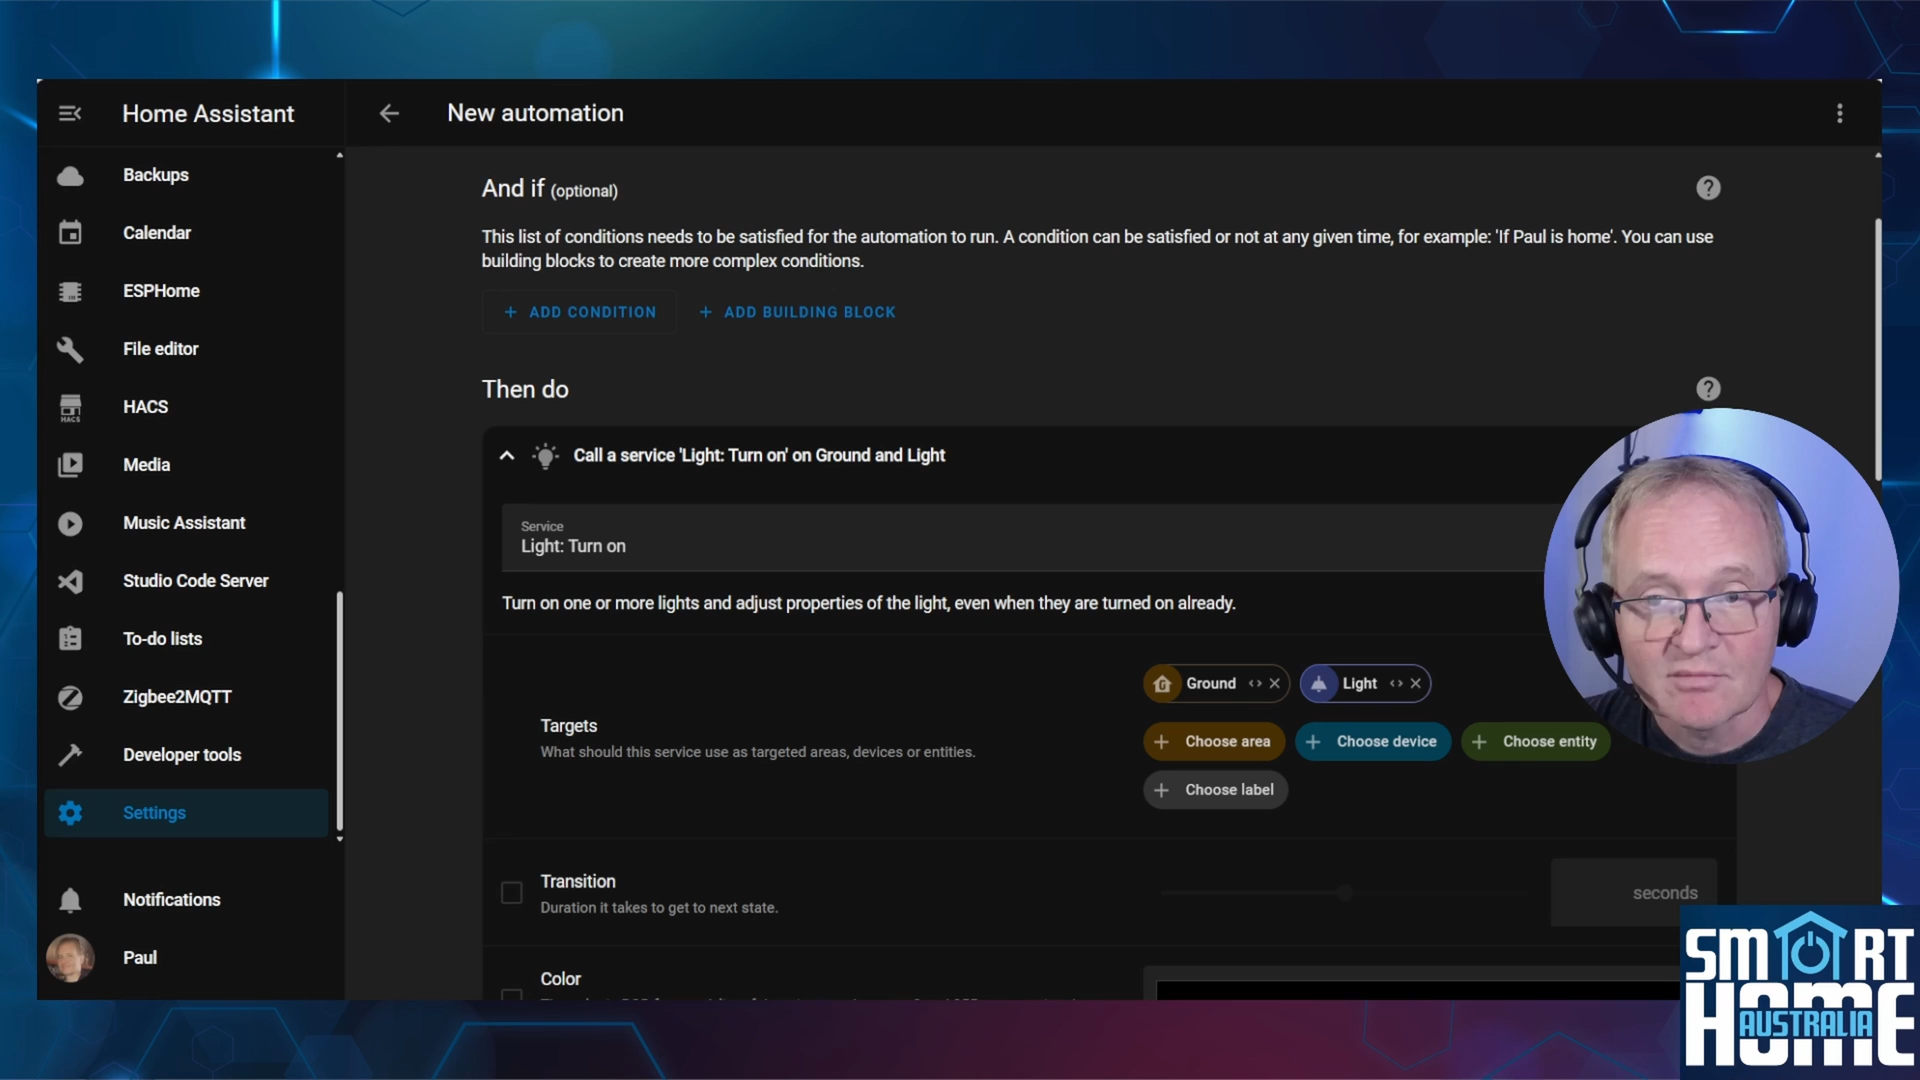 Home Assistant
New automation
Backups
Calendar
ESPHome
File editor
HACS
HACS
Media
Music Assistant
Studio Code Server
To-do lists
Zigbee2MQTT
Developer tools
Settings
Notifications
Paul
And if (optional)
This list of conditions needs to be satisfied for the automation to run. A condition can be satisfied or not at any given time, for example: 'If Paul is home'. You can use
building blocks to create more complex conditions.
+ ADD CONDITION + ADD BUILDING BLOCK
Then do
Call a service 'Light: Turn on' on Ground and Light
Service
Light: Turn on
Turn on one or more lights and adjust properties of the light, even when they are turned on already.
Targets
What should this service use as targeted areas, devices or entities.
Ground Light
+ Choose area + Choose device + Choose entity
+ Choose label
Transition
Duration it takes to get to next state.
seconds
Color
SMART
HOME
AUSTRALIA